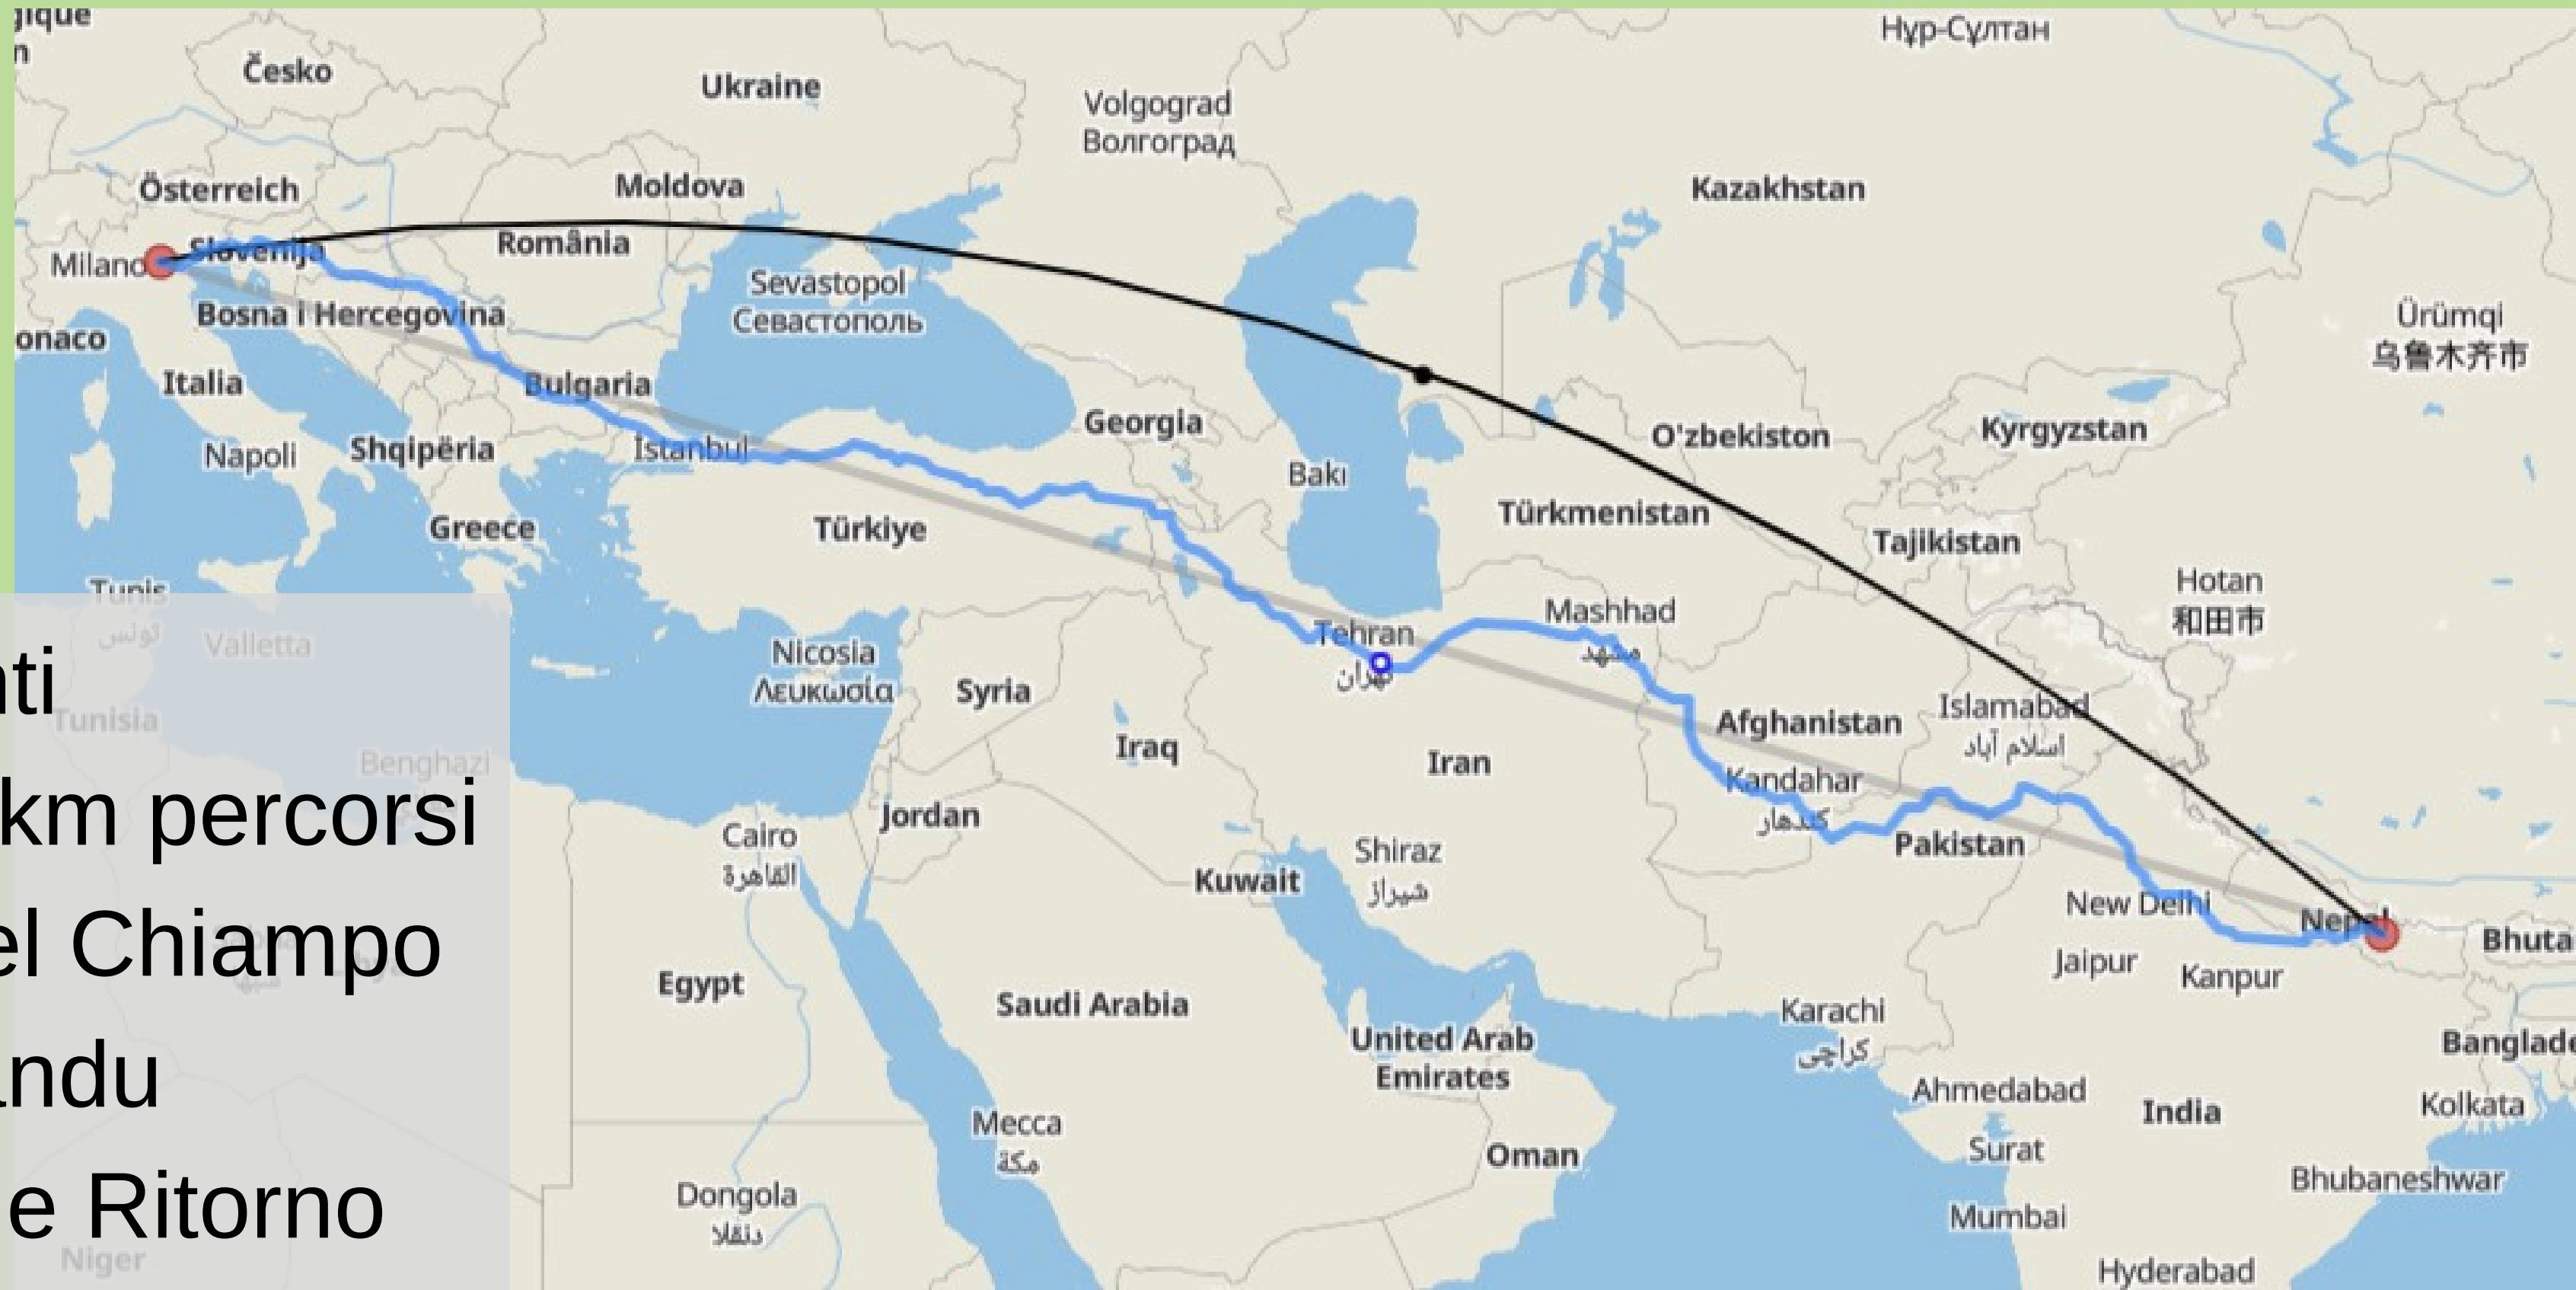 gique
n
Česko
Ukraine
Нұр-Сұлтан
Volgograd
Волгоград
Österreich
Moldova
Kazakhstan
Milano
Slovenija
România
Sevastopol
Севастополь
Bosna i Hercegovina
onaco
Italia
Bulgaria
Georgia
O'zbekiston
Kyrgyzstan
Ürümqi
乌鲁木齐市
Napoli
Shqipëria
İstanbul
Bakı
Greece
Türkiye
Türkmenistan
Tajikistan
Tunis
تونس
Valletta
Hotan
和田市
Nicosia
Λευκωσία
Syria
Tehran
تهران
Mashhad
مشهد
Tunisia
Iraq
Iran
Afghanistan
Islamabad
اسلام آباد
Benghazi
Kandahar
کندهار
Jordan
Cairo
القاهرة
Kuwait
Shiraz
شیراز
Pakistan
New Delhi
Nepal
Bhuta
Jaipur
Kanpur
Egypt
Saudi Arabia
United Arab
Emirates
Karachi
کراچی
Banglade
Ahmedabad
India
Kolkata
Mecca
مكة
Oman
Surat
Bhubaneshwar
Dongola
دنقلا
Mumbai
Niger
Hyderabad
nti
km percorsi
el Chiampo
andu
e Ritorno